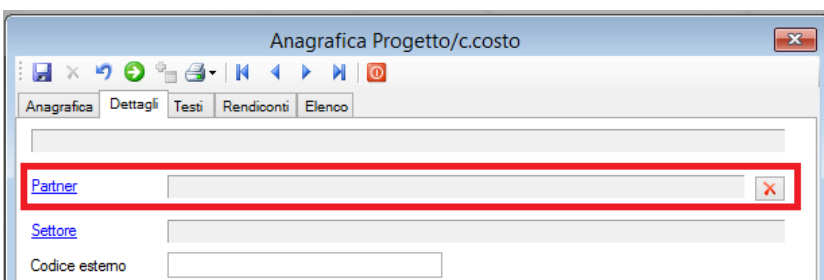 Anagrafica Progetto/c.costo
Anagrafica Dettagli Testi Rendiconti Elenco
Partner
Settore
Codice esterno